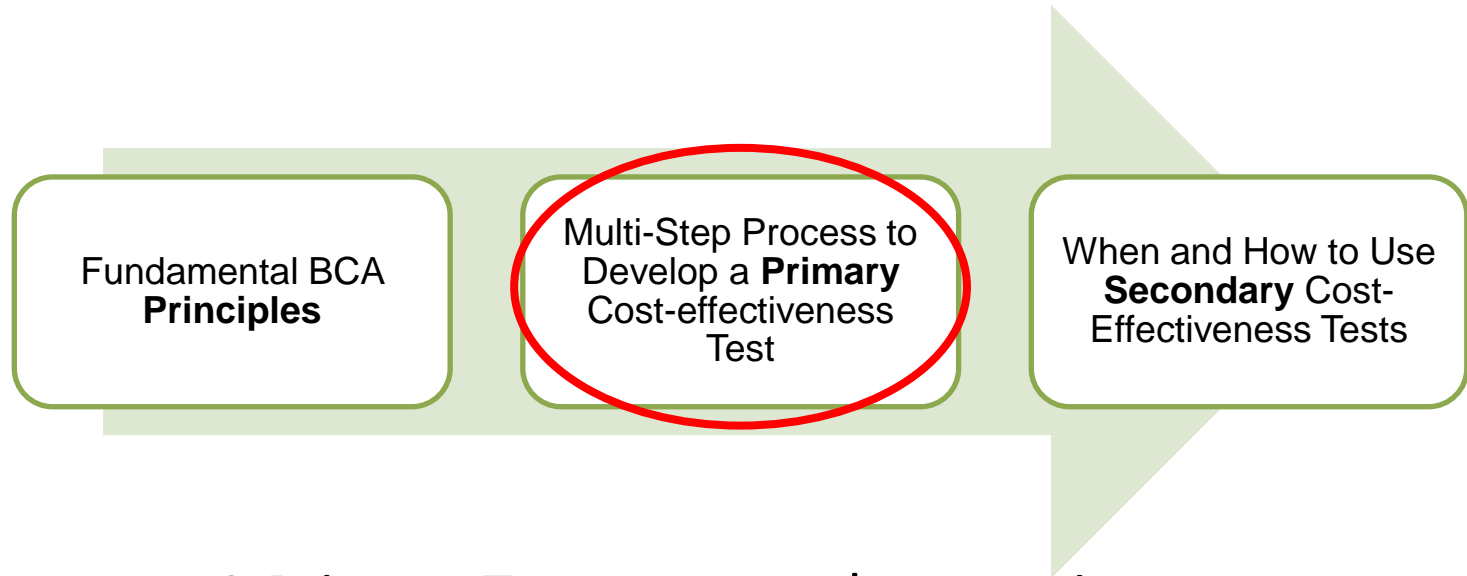 Fundamental BCA
Principles
Multi-Step Process to
Develop a Primary
Cost-effectiveness
Test
When and How to Use
Secondary Cost-
Effectiveness Tests